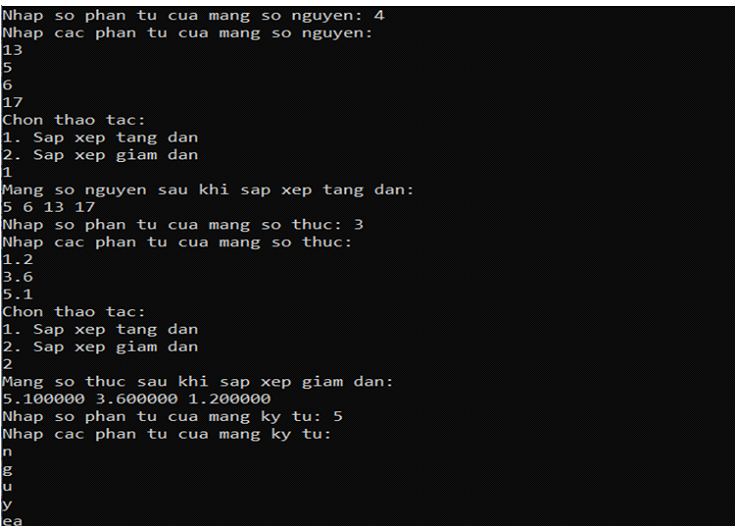 Nhap so phan tu cua mang so nguyen: 4
Nhap cac phan tu cua mang so nguyen:
13
5
6
17
Chon thao tac:
1. Sap xep tang dan
2. Sap xep giam dan
1
Mang so nguyen sau khi sap xep tang dan:
5 6 13 17
Nhap so phan tu cua mang so thuc: 3
Nhap cac phan tu cua mang so thuc:
1.2
3.6
5.1
Chon thao tac:
1. Sap xep tang dan
2. Sap xep giam dan
2
Mang so thuc sau khi sap xep giam dan:
5.100000 3.600000 1.200000
Nhap so phan tu cua mang ky tu: 5
Nhap cac phan tu cua mang ky tu:
n
g
u
y
ea